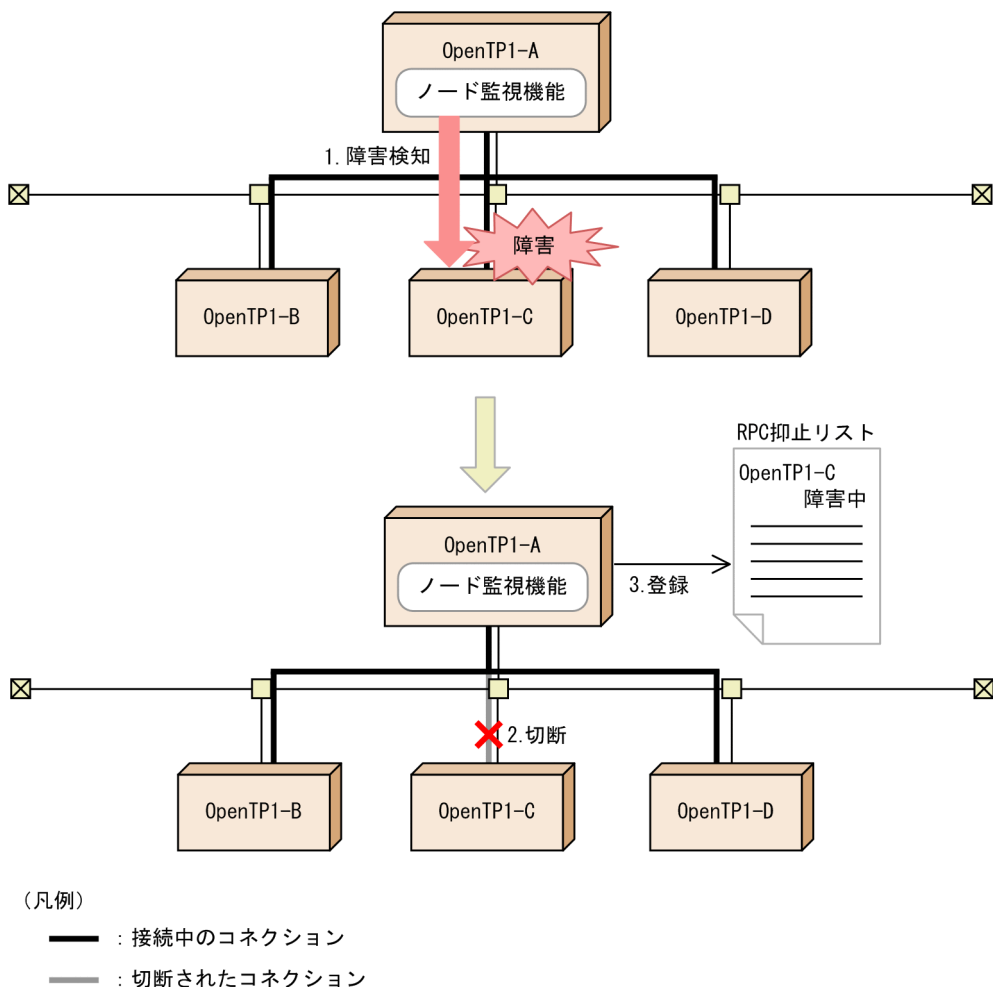 OpenTP1-A
ノード監視機能
1.障害検知
障害
OpenTP1-B
OpenTP1-C
OpenTP1-D
RPC抑止リスト
OpenTP1-C
障害中
OpenTP1-A
ノード監視機能
3.登録
2.切断
OpenTP1-B
OpenTP1-C
OpenTP1-D
(凡例)
:接続中のコネクション
:切断されたコネクション